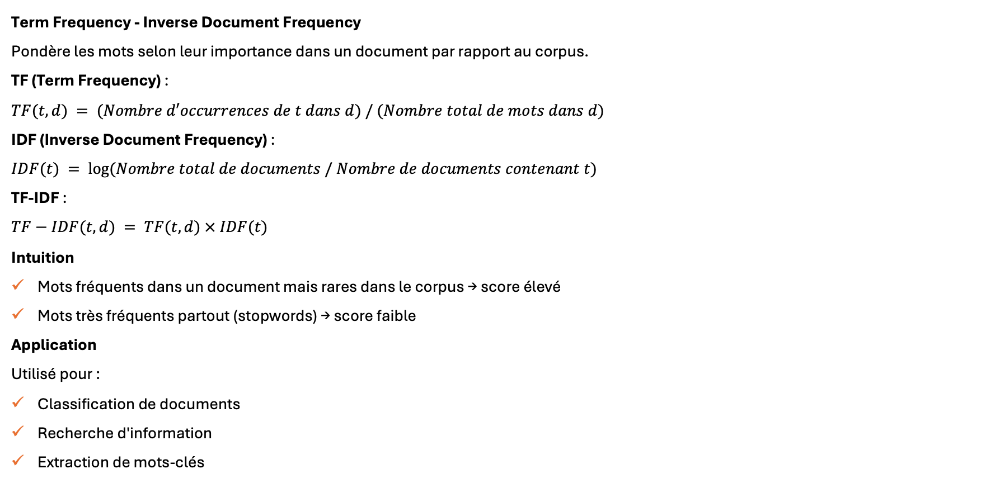 Term Frequency - Inverse Document Frequency
Pondère les mots selon leur importance dans un document par rapport au corpus.
TF (Term Frequency) :
TF(t, d) = (Nombre d'occurrences de t dans d) / (Nombre total de mots dans d)
IDF (Inverse Document Frequency) :
IDF(t) = log(Nombre total de documents / Nombre de documents contenant t)
TF-IDF :
TF − IDF(t, d) = TF(t, d) × IDF(t)
Intuition
✓ Mots fréquents dans un document mais rares dans le corpus → score élevé
✓ Mots très fréquents partout (stopwords) → score faible
Application
Utilisé pour :
✓ Classification de documents
✓ Recherche d'information
✓ Extraction de mots-clés